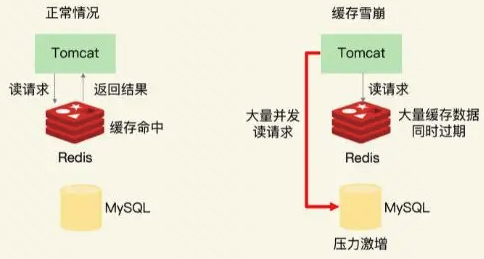 正常情况
Tomcat
读请求
返回结果
缓存命中
Redis
MySQL
缓存雪崩
Tomcat
读请求
大量并发
读请求
大量缓存数据
同时过期
Redis
MySQL
压力激增